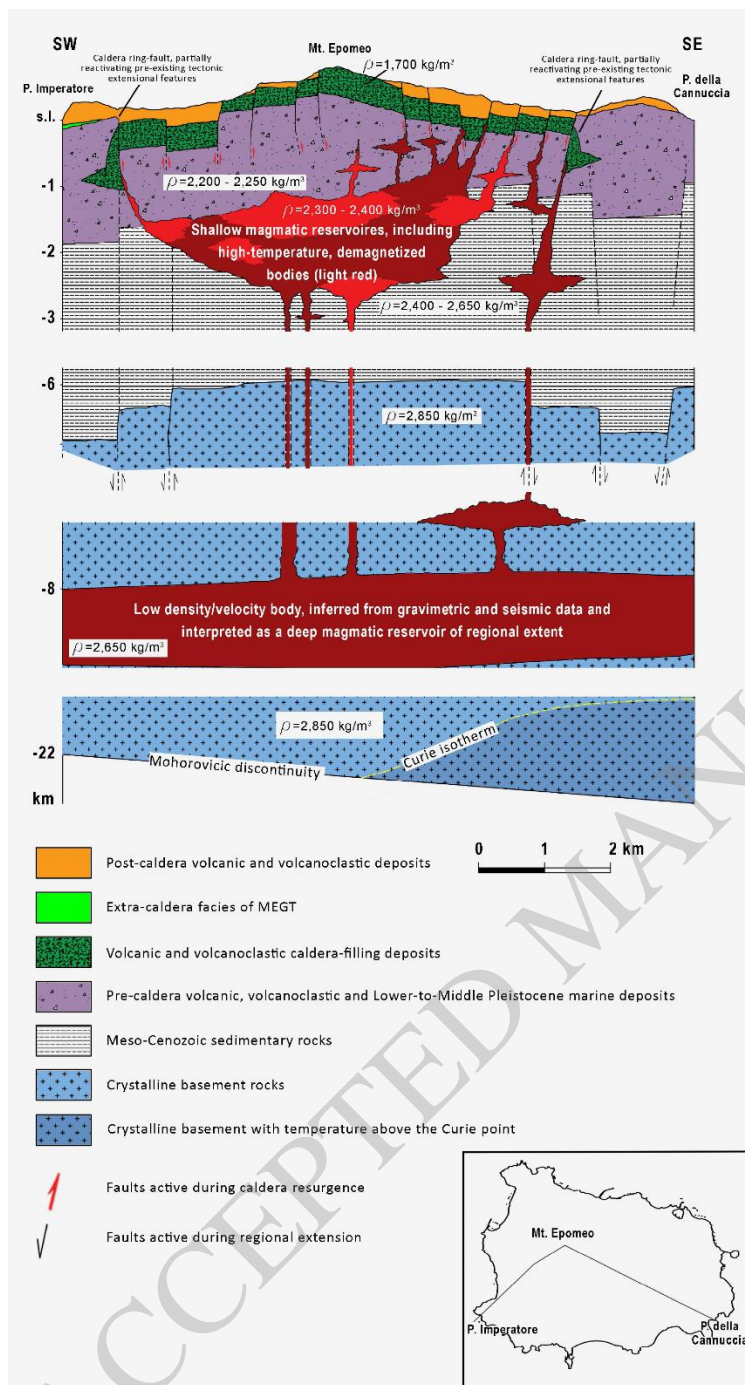 SW
SE
Mt. Epomeo
Caldera ring-fault, partially
reactivating pre-existing tectonic
extensional features
Caldera ring-fault, partially
reactivating pre-existing tectonic
extensional features
P. Imperatore
P. della
Cannuccia
ρ=1,700 kg/m³
s.l.
-1
ρ=2,200 - 2,250 kg/m³
ρ=2,300 - 2,400 kg/m³
Shallow magmatic reservoires, including
high-temperature, demagnetized
bodies (light red)
-2
ρ=2,400 - 2,650 kg/m³
-3
-6
ρ=2,850 kg/m³
-8
Low density/velocity body, inferred from gravimetric and seismic data and
interpreted as a deep magmatic reservoir of regional extent
ρ=2,650 kg/m³
ρ=2,850 kg/m³
-22
Mohorovicic discontinuity
Curie isotherm
km
0 1 2 km
Post-caldera volcanic and volcanoclastic deposits
Extra-caldera facies of MEGT
Volcanic and volcanoclastic caldera-filling deposits
Pre-caldera volcanic, volcanoclastic and Lower-to-Middle Pleistocene marine deposits
Meso-Cenozoic sedimentary rocks
Crystalline basement rocks
Crystalline basement with temperature above the Curie point
Faults active during caldera resurgence
Faults active during regional extension
Mt. Epomeo
P. Imperatore
P. della
Cannuccia
CCEPTED MAN